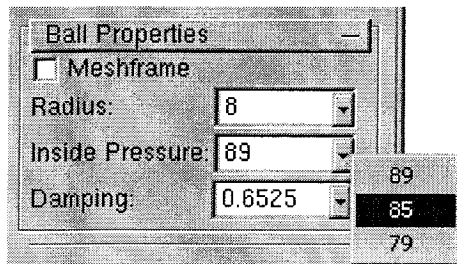 Ball Properties
Meshframe
Radius: 8
Inside Pressure: 89
Damping: 0.6525
89
85
79